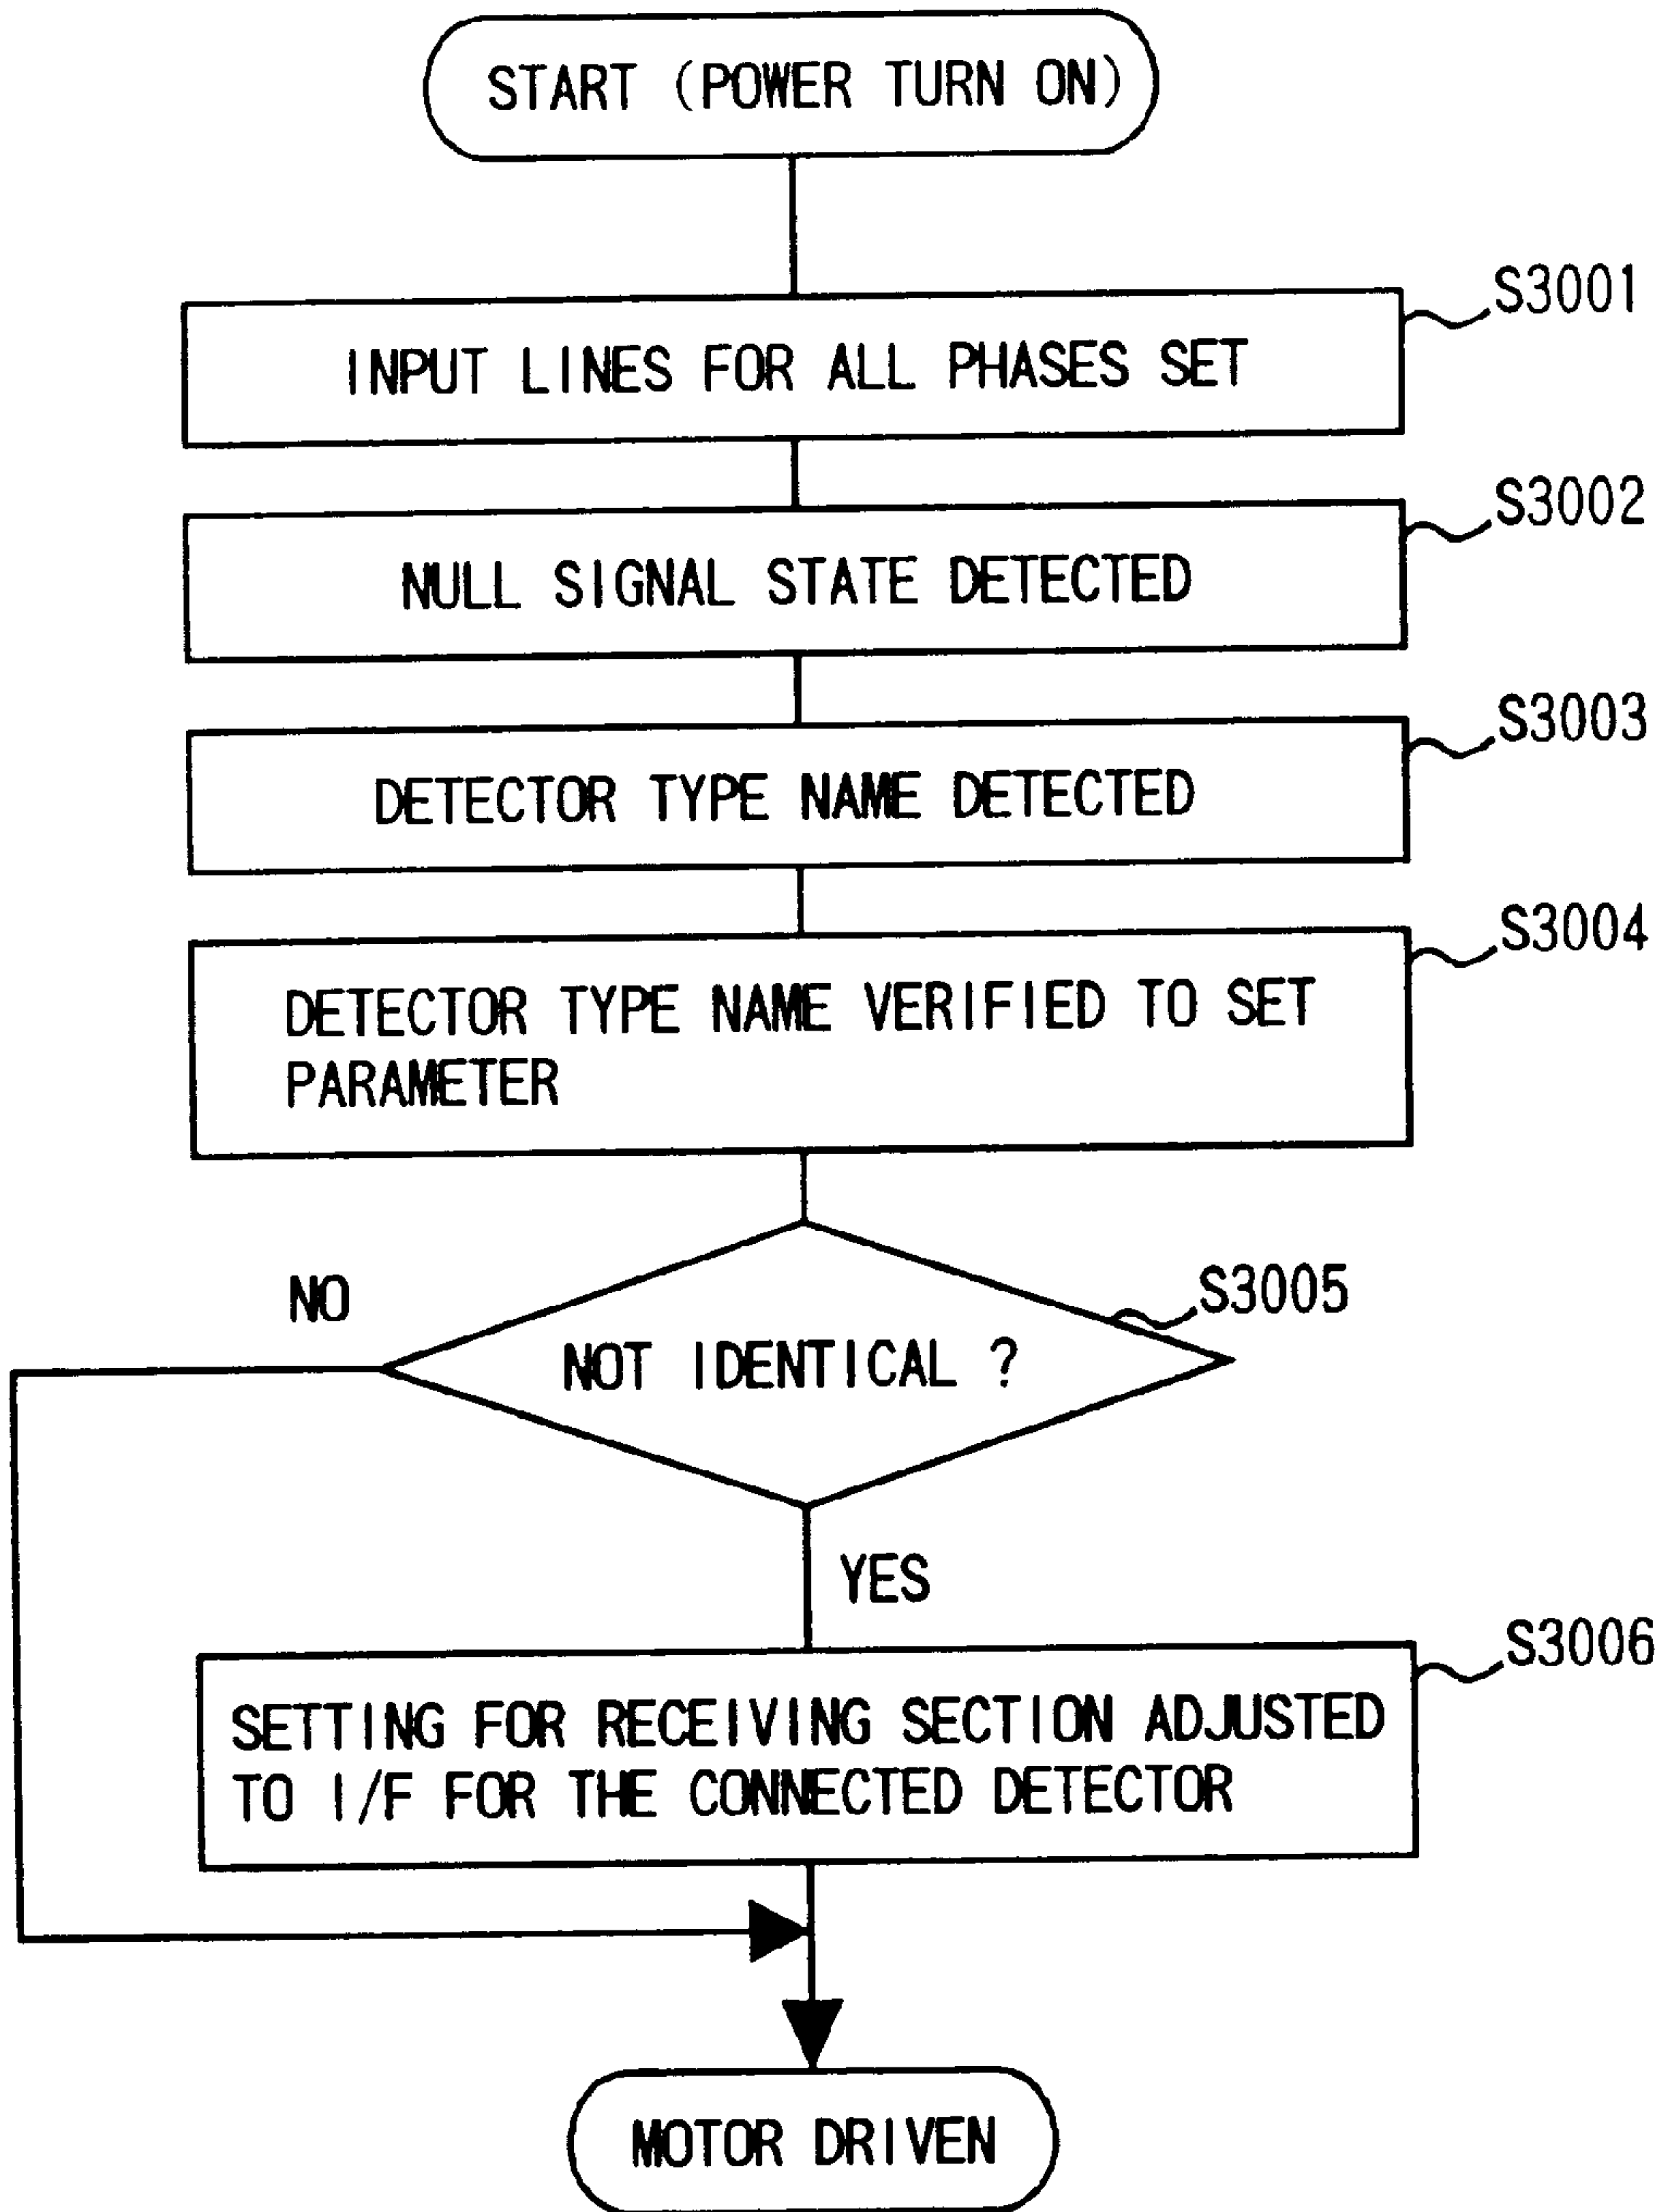 START (POWER TURN ON)
S3001
INPUT LINES FOR ALL PHASES SET
S3002
NULL SIGNAL STATE DETECTED
S3003
DETECTOR TYPE NAME DETECTED
S3004
DETECTOR TYPE NAME VERIFIED TO SET
PARAMETER
NO
S3005
NOT IDENTICAL ?
YES
S3006
SETTING FOR RECEIVING SECTION ADJUSTED
TO I/F FOR THE CONNECTED DETECTOR
MOTOR DRIVEN